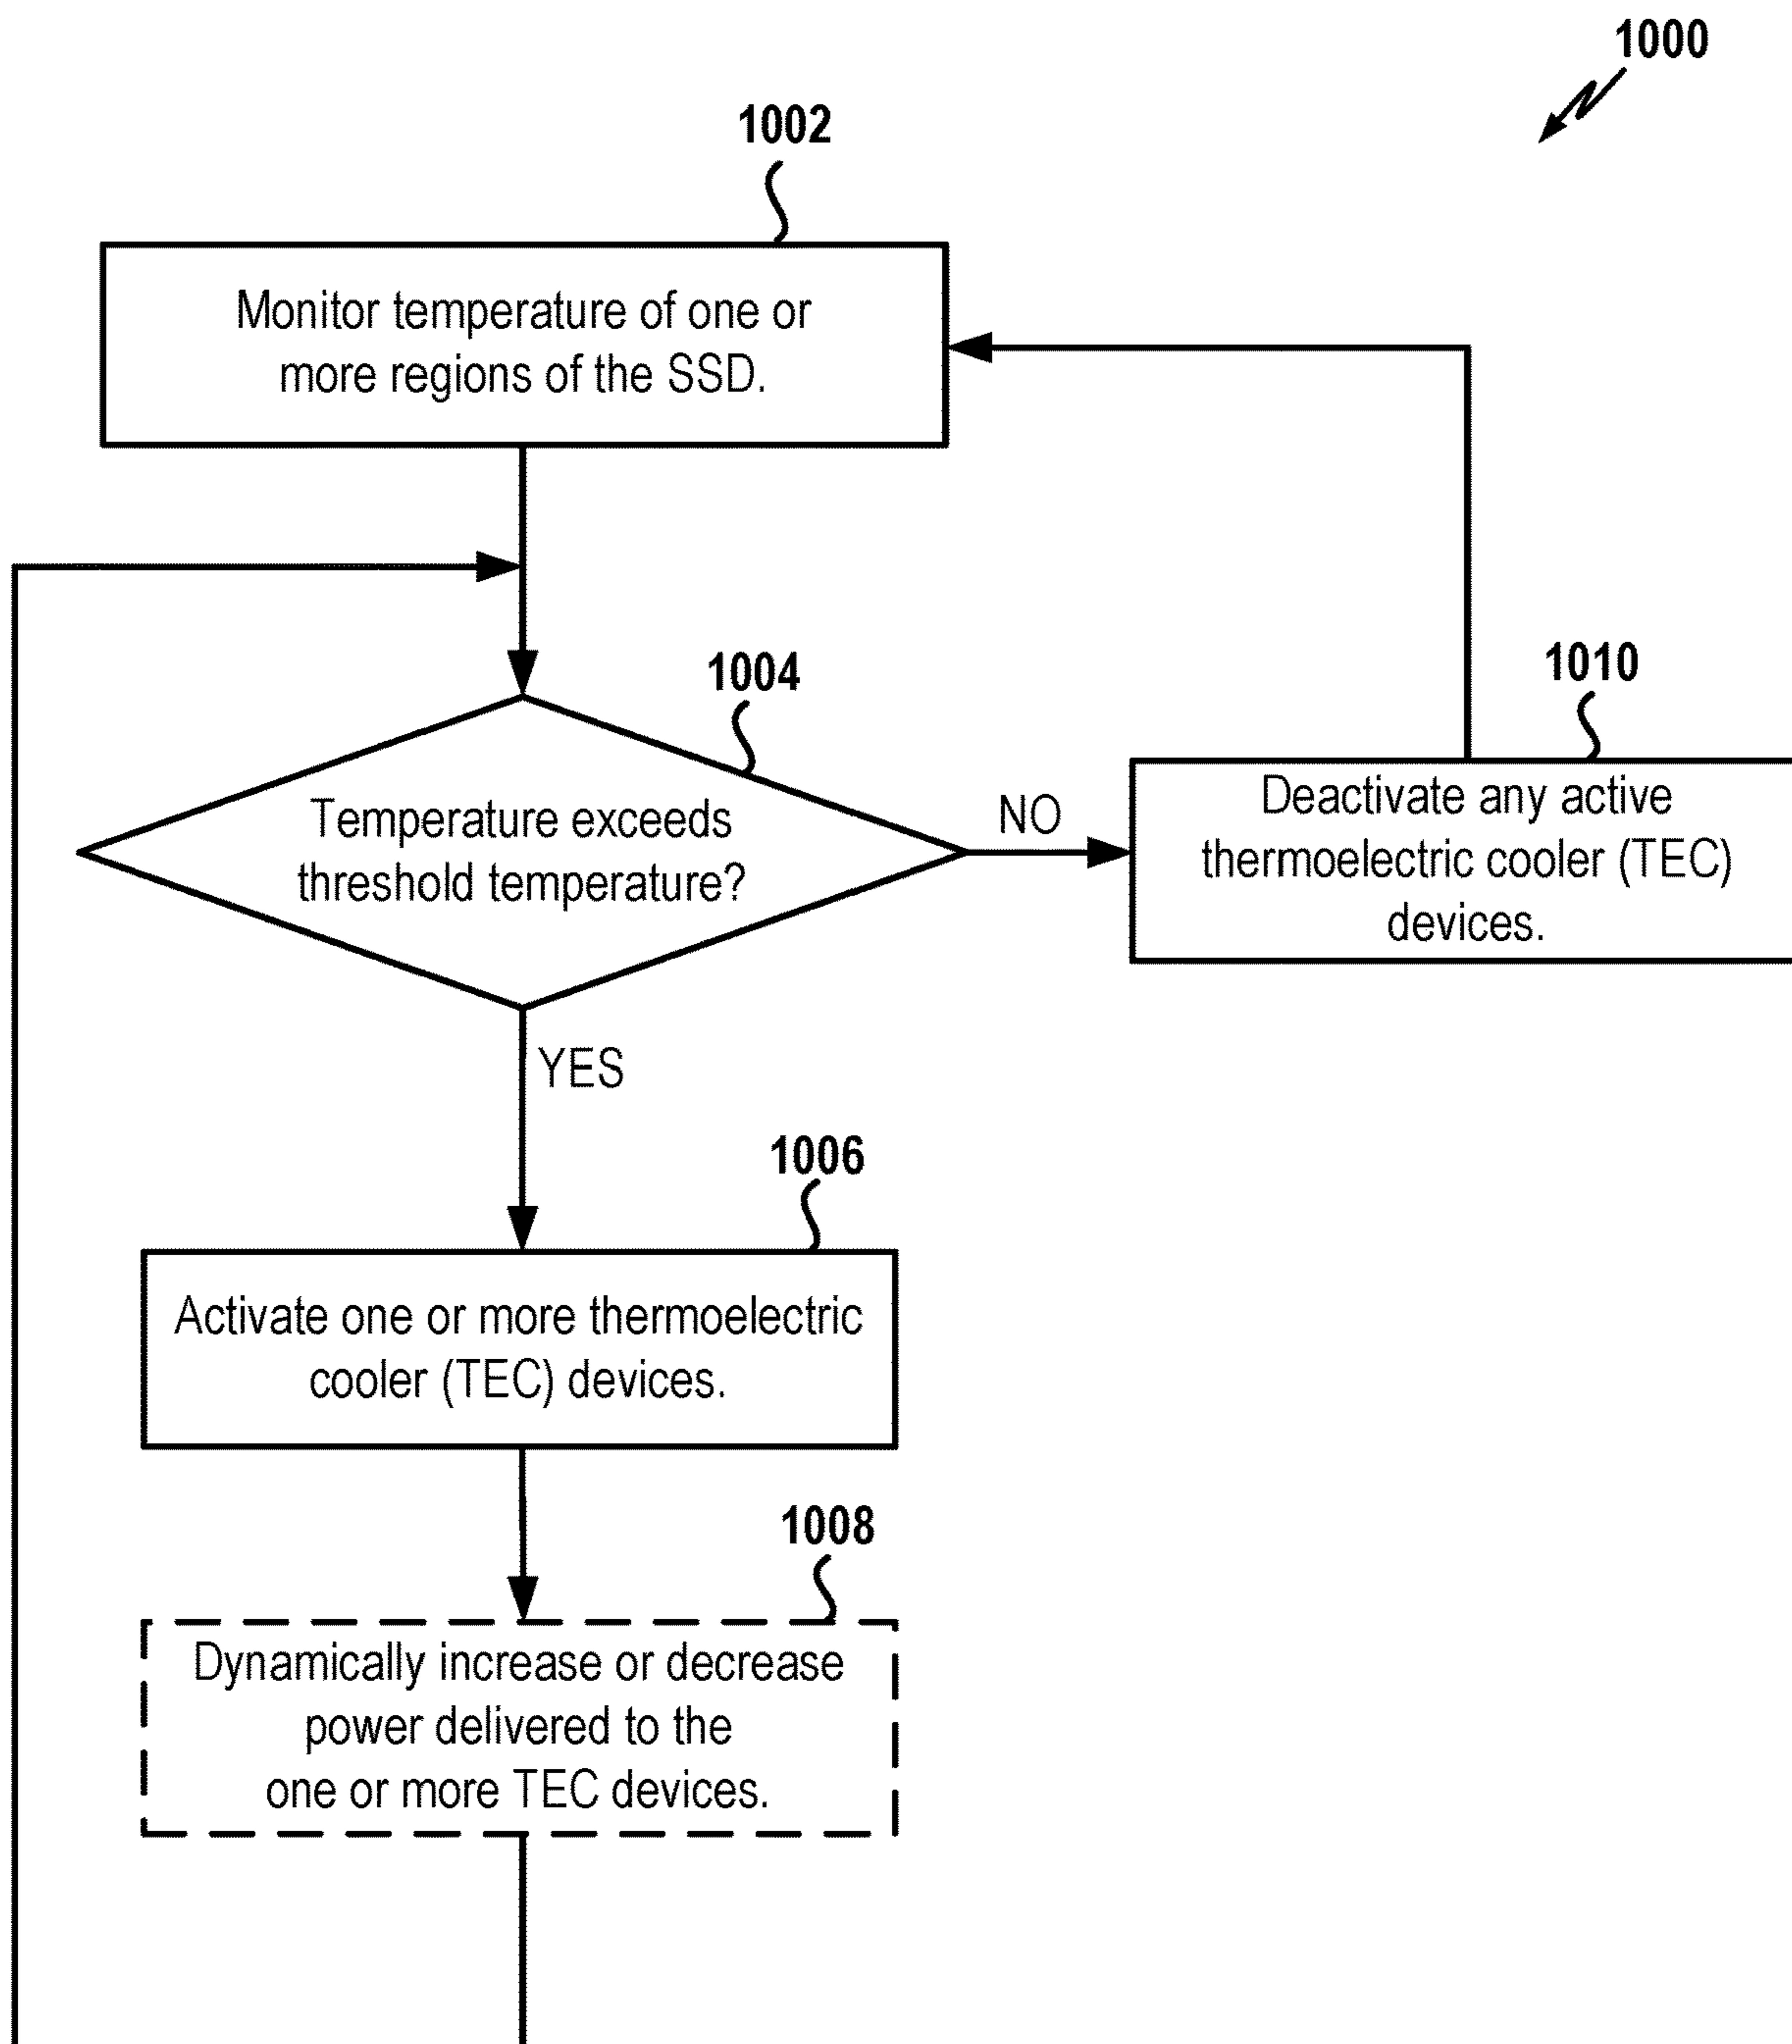 1000
1002
Monitor temperature of one or
more regions of the SSD.
1004
Temperature exceeds
threshold temperature?
NO
1010
Deactivate any active
thermoelectric cooler (TEC)
devices.
YES
1006
Activate one or more thermoelectric
cooler (TEC) devices.
1008
Dynamically increase or decrease
power delivered to the
one or more TEC devices.